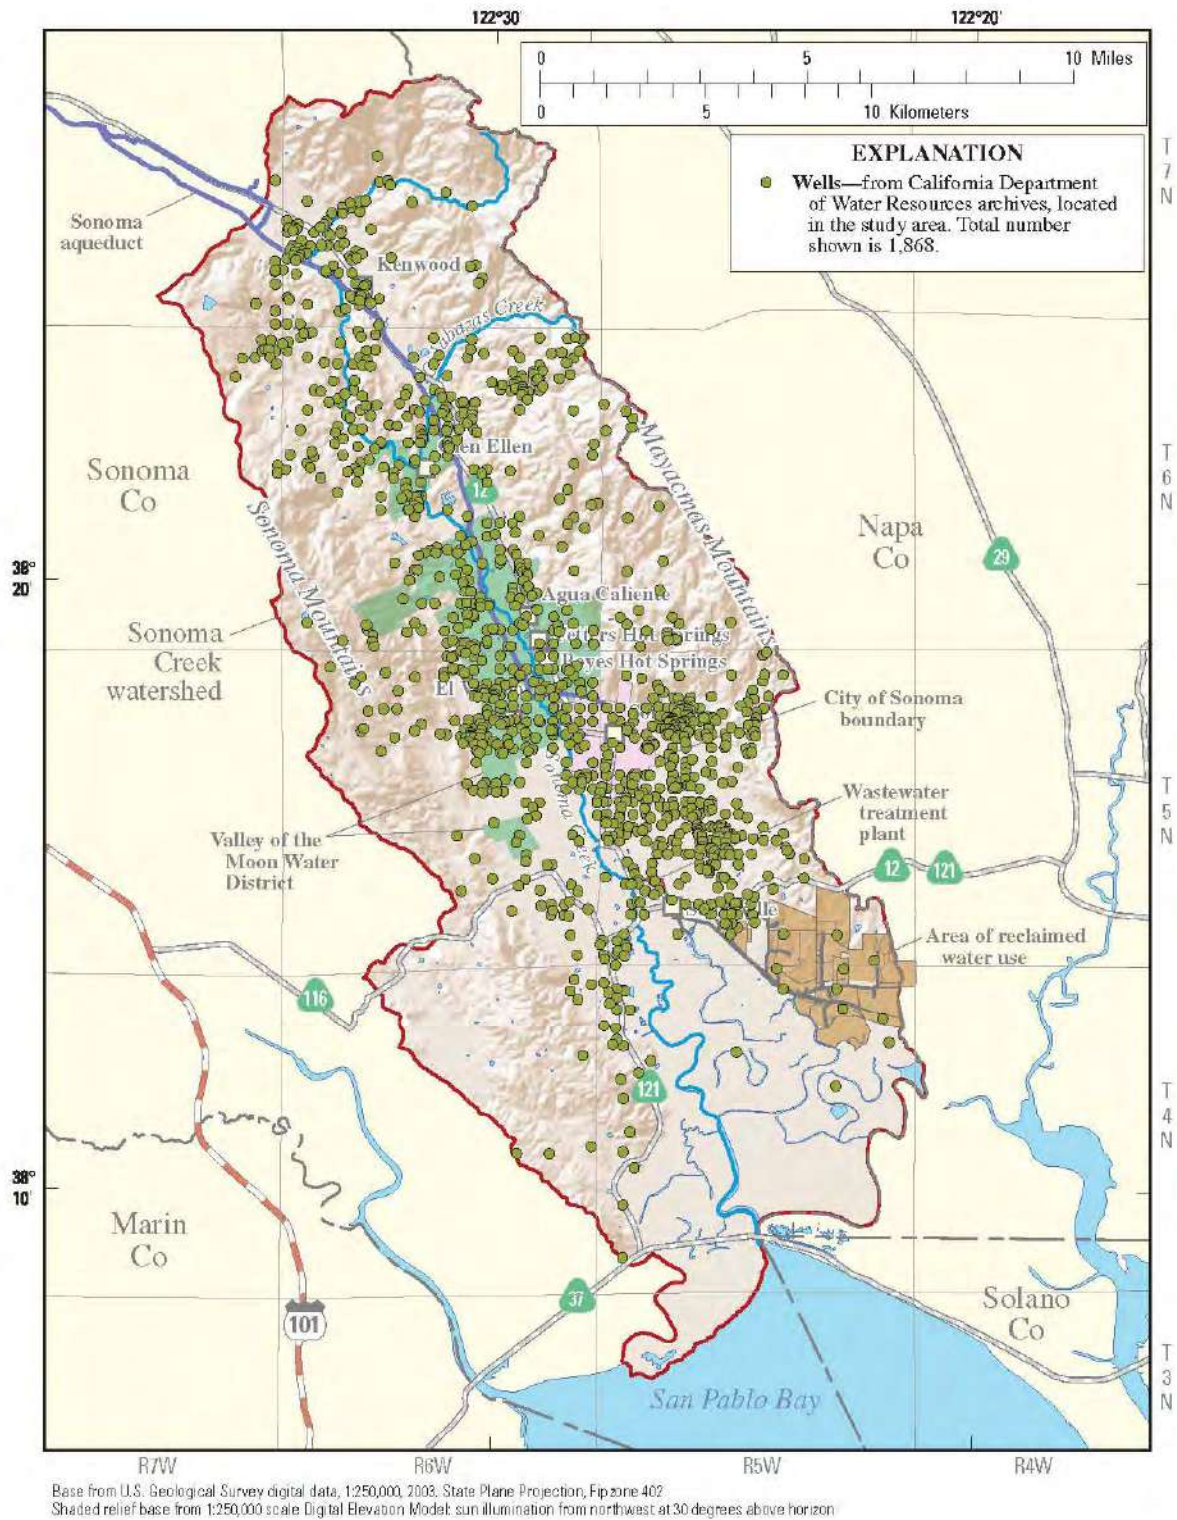 122°30'
122°20'
0 5 10 Miles
0 5 10 Kilometers
EXPLANATION
Wells—from California Department
of Water Resources archives, located
in the study area. Total number
shown is 1,868.
T
7
N
Sonoma
aqueduct
Kenwood
Creek
Sonoma
Co
Ellen
12
Mayacmas Mountains
T
6
N
Napa
Co
29
38°
20'
Sonoma Mountains
Agua Caliente
Sonoma
Creek
watershed
Hot Springs
Boyes Hot Springs
El
City of Sonoma
boundary
Sonoma Creek
Wastewater
treatment
plant
T
5
N
Valley of the
Moon Water
District
12
121
Area of reclaimed
water use
116
121
T
4
N
38°
10'
Marin
Co
101
37
Solano
Co
T
3
N
San Pablo Bay
R7W R6W R5W R4W
Base from U.S. Geological Survey digital data, 1:250,000, 2003. State Plane Projection, Fipzone 402
Shaded relief base from 1:250,000 scale Digital Elevation Model: sun illumination from northwest at 30 degrees above horizon